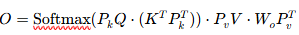 O = Softmax(P_k Q · (K^T P_k^T)) · P_v V · W_o P_v^T